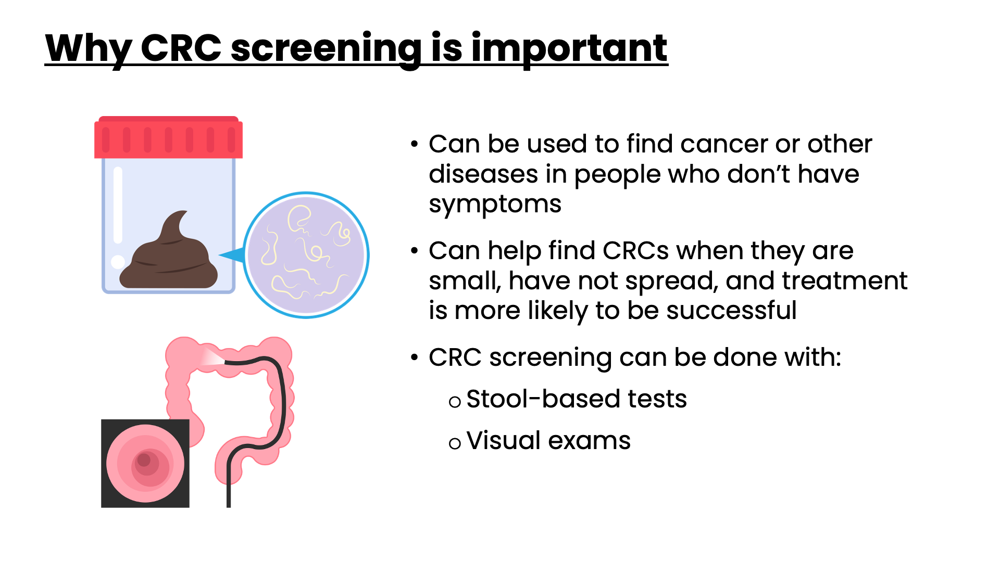 Why CRC screening is important
• Can be used to find cancer or other
diseases in people who don’t have
symptoms
• Can help find CRCs when they are
small, have not spread, and treatment
is more likely to be successful
• CRC screening can be done with:
o Stool-based tests
o Visual exams